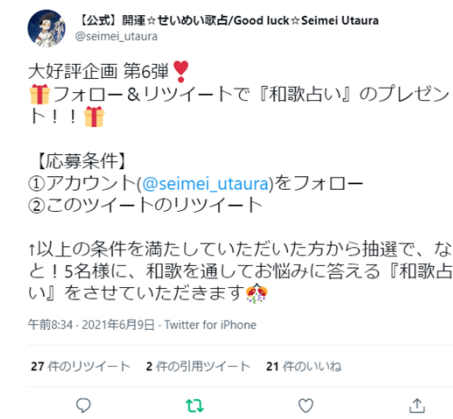 【公式】開運☆せいめい歌占/Good luck☆Seimei Utaura
@seimei_utaura
大好評企画 第6弾❣️
🎁フォロー＆リツイートで『和歌占い』のプレゼン
ト！！🎁
【応募条件】
①アカウント(@seimei_utaura)をフォロー
②このツイートのリツイート
↑以上の条件を満たしていただいた方から抽選で、な
と！5名様に、和歌を通してお悩みに答える『和歌占
い』をさせていただきます🎎
午前8:34 · 2021年6月9日 · Twitter for iPhone
27 件のリツイート 2 件の引用ツイート 21 件のいいね